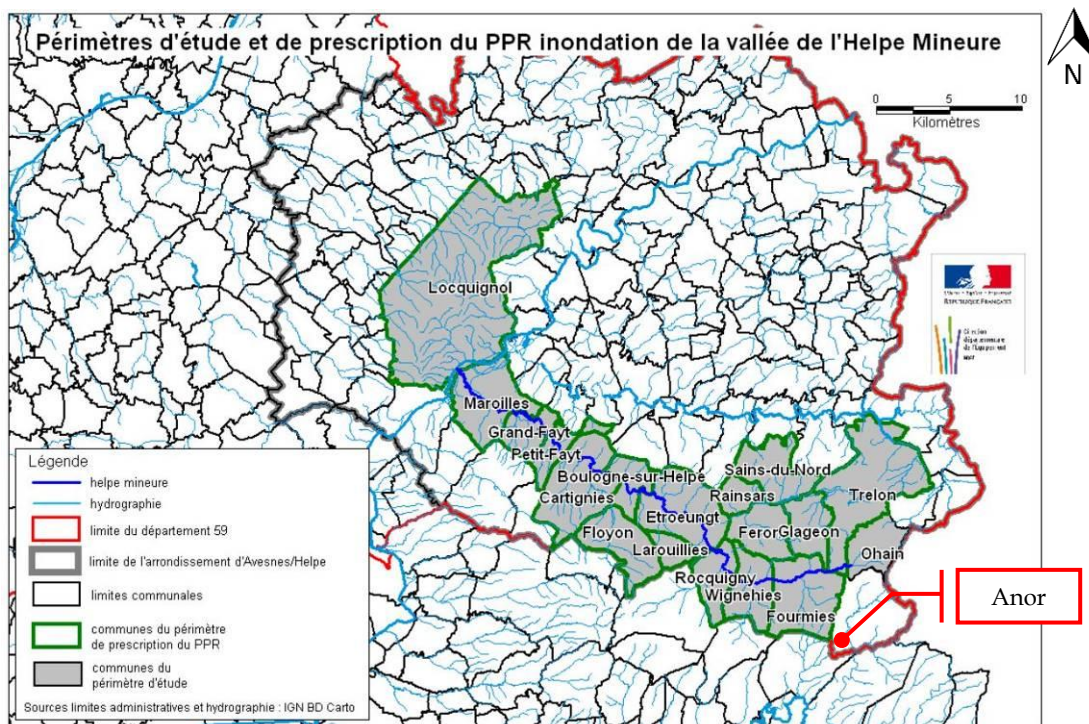 Périmètres d'étude et de prescription du PPR inondation de la vallée de l'Helpe Mineure
N
0 5 10
Kilomètres
Locquignol
RÉPUBLIQUE FRANÇAISE
Maroilles
Grand-Fayt
Petit-Fayt
Boulogne-sur-Helpe
Sains-du-Nord
Cartignies
Rainsars
Trelon
Etroeungt
Floyon
Feron
Glageon
Larouillies
Ohain
Rocquigny
Wignehies
Fourmies
Anor
Légende
helpe mineure
hydrographie
limite du département 59
limite de l'arrondissement d'Avesnes/Helpe
limites communales
communes du périmètre
de prescription du PPR
communes du
périmètre d'étude
Sources limites administratives et hydrographie : IGN BD Carto